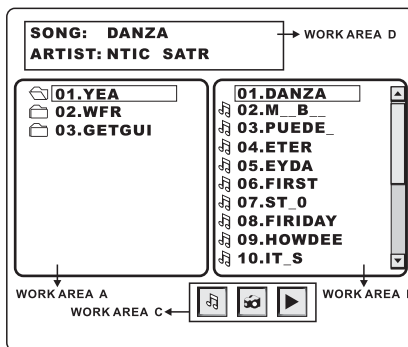 SONG: DANZA
ARTIST: NTIC SATR
WORK AREA D
01.YEA
02.WFR
03.GETGUI
01.DANZA
02.M__B__
03.PUEDE_
04.ETER
05.EYDA
06.FIRST
07.ST_0
08.FIRIDAY
09.HOWDEE
10.IT_S
WORK AREA A
WORK AREA
WORK AREA C